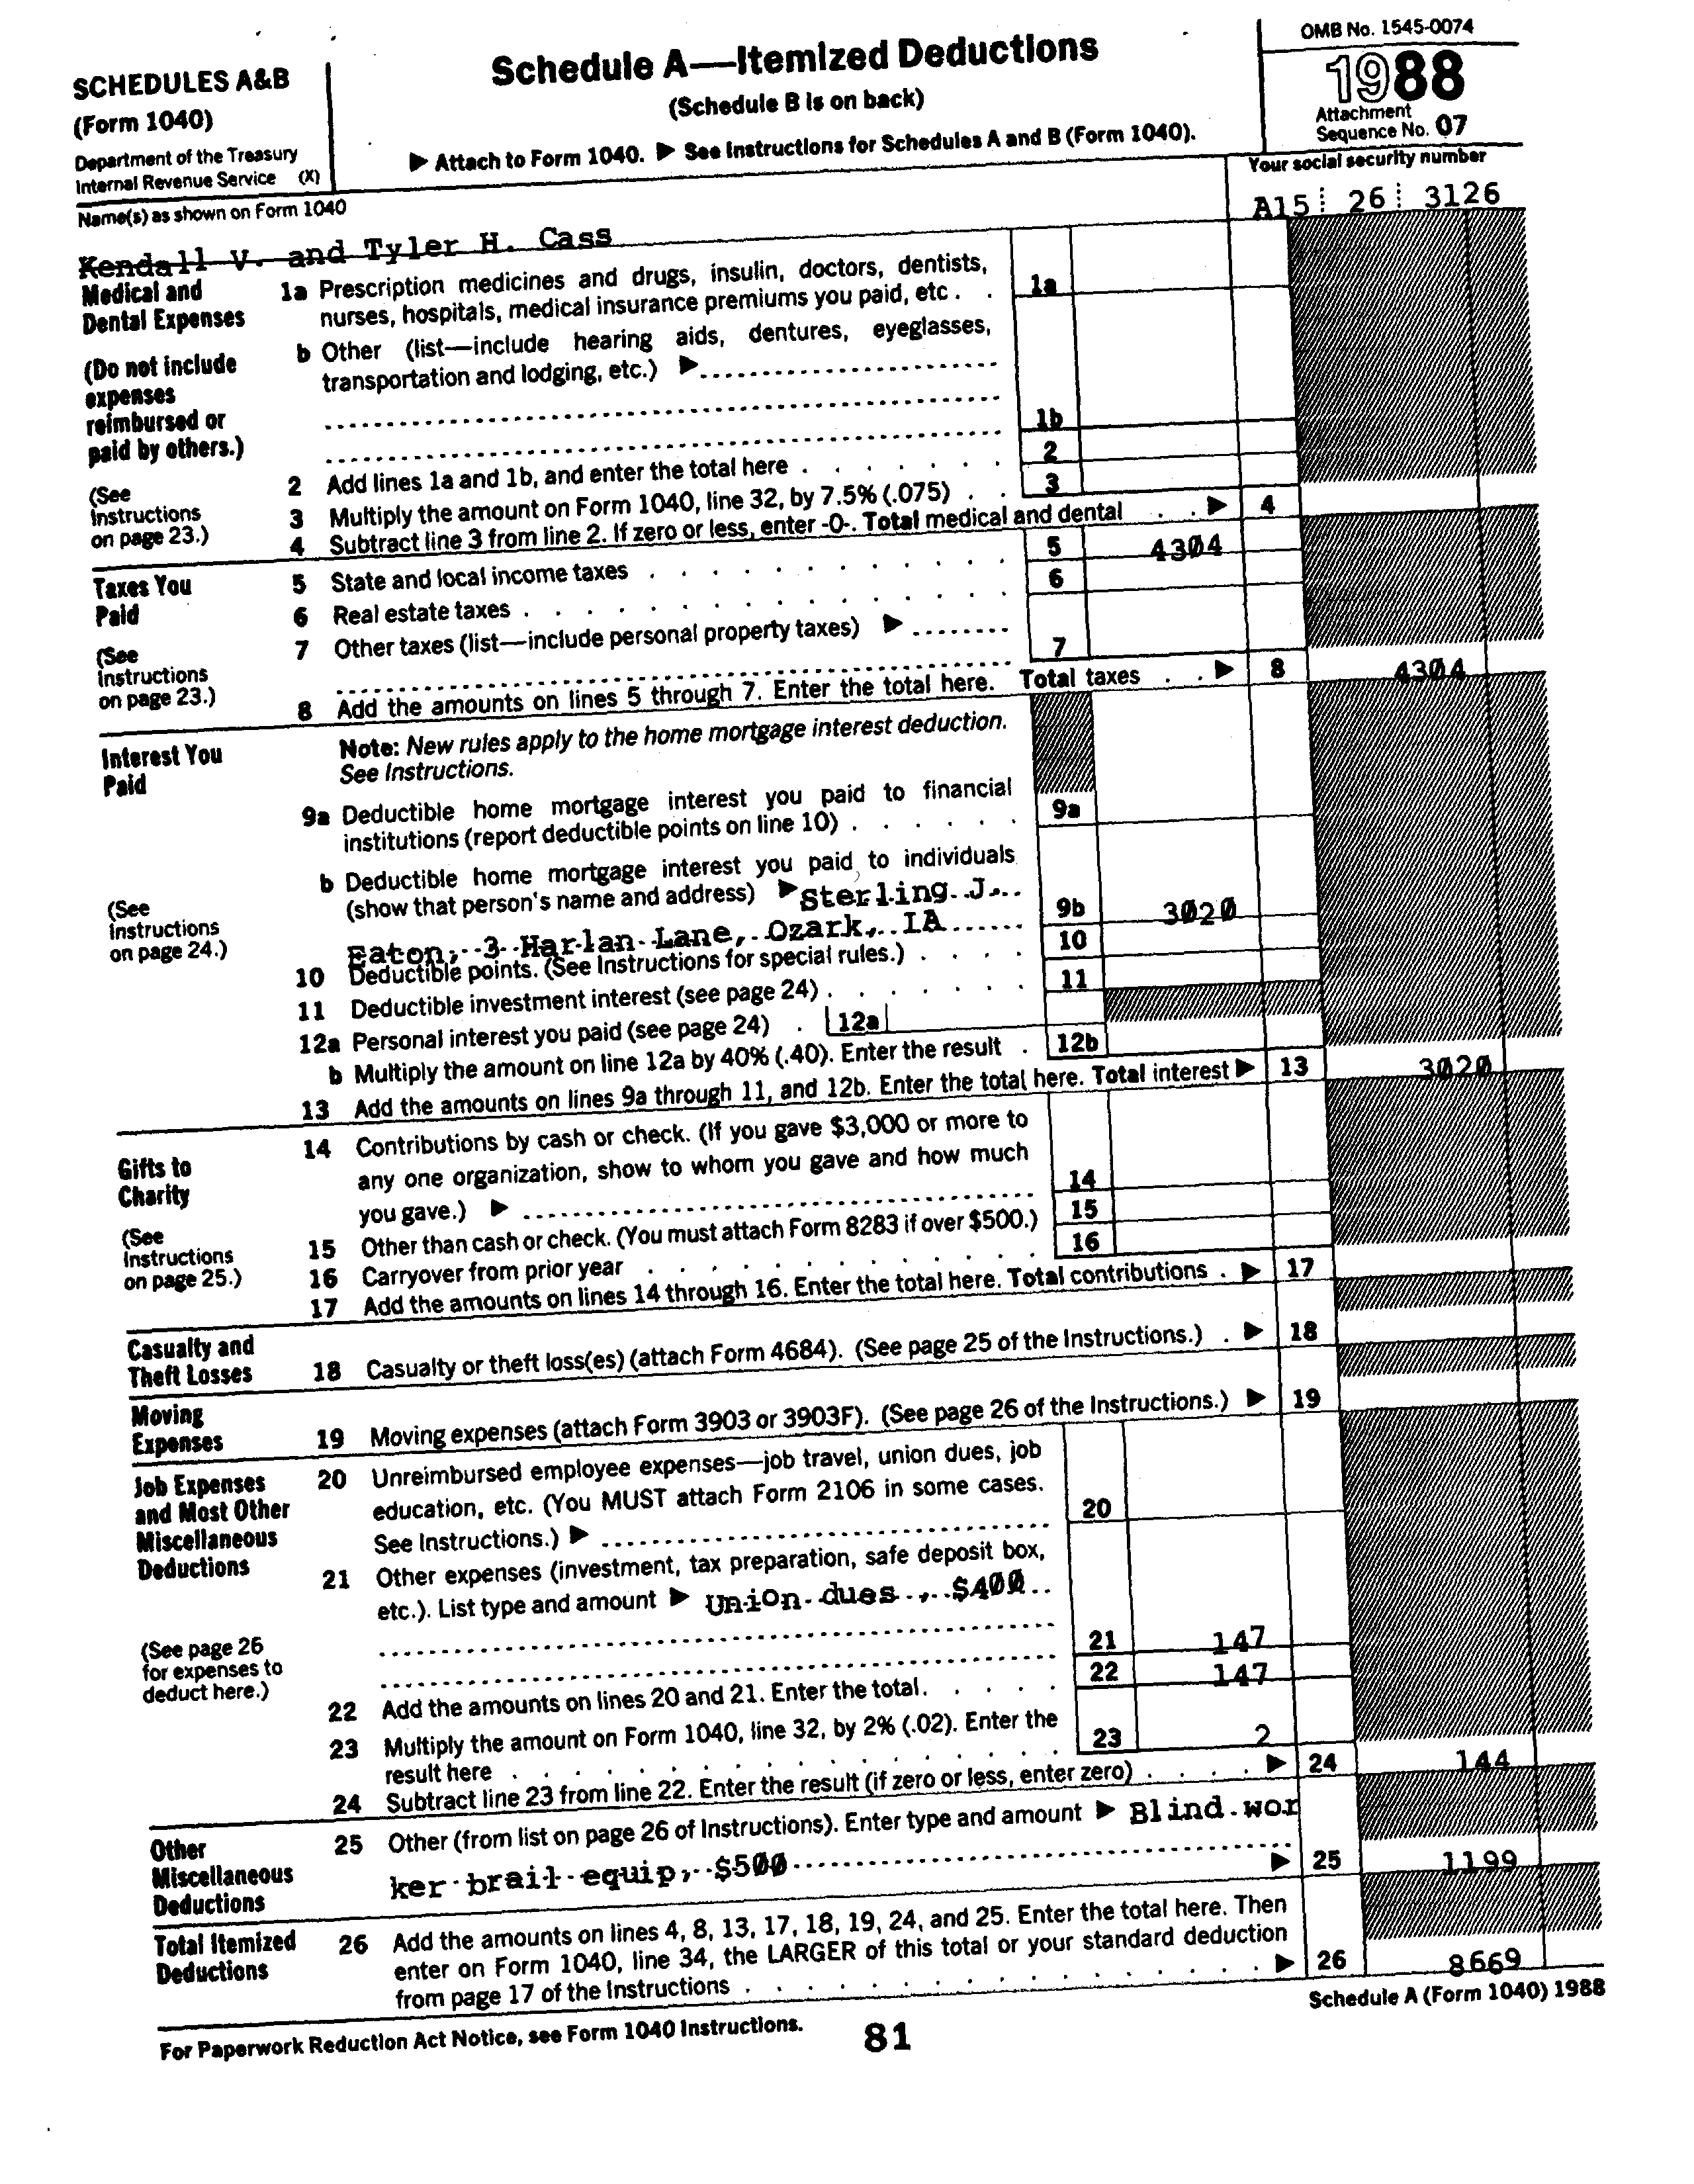 SCHEDULES A&B
(Form 1040)
Department of the Treasury
Internal Revenue Service (X)
Schedule A—Itemized Deductions
(Schedule B is on back)
▶ Attach to Form 1040. ▶ See Instructions for Schedules A and B (Form 1040).
OMB No. 1545-0074
1988
Attachment
Sequence No. 07
Name(s) as shown on Form 1040
Kendall V. and Tyler H. Cass
Your social security number
A15 26 3126
Medical and
Dental Expenses
(Do not include
expenses
reimbursed or
paid by others.)
(See
Instructions
on page 23.)
1a Prescription medicines and drugs, insulin, doctors, dentists,
nurses, hospitals, medical insurance premiums you paid, etc . . 1a
b Other (list—include hearing aids, dentures, eyeglasses,
transportation and lodging, etc.) ▶
1b
2 Add lines 1a and 1b, and enter the total here . . . . . . . 2
3 Multiply the amount on Form 1040, line 32, by 7.5% (.075) . . 3
4 Subtract line 3 from line 2. If zero or less, enter -0-. Total medical and dental . . ▶ 4
Taxes You
Paid
(See
Instructions
on page 23.)
5 State and local income taxes . . . . . . . . . . . . 5 4304
6 Real estate taxes . . . . . . . . . . . . . . . . 6
7 Other taxes (list—include personal property taxes) ▶
7
8 Add the amounts on lines 5 through 7. Enter the total here. Total taxes . . ▶ 8 4304
Interest You
Paid
(See
Instructions
on page 24.)
Note: New rules apply to the home mortgage interest deduction.
See Instructions.
9a Deductible home mortgage interest you paid to financial
institutions (report deductible points on line 10) . . . . . . 9a
b Deductible home mortgage interest you paid to individuals
(show that person's name and address) ▶ Sterling J.
Eaton, 3 Harlan Lane, Ozark, IA 9b 3020
10 Deductible points. (See Instructions for special rules.) . . . . 10
11 Deductible investment interest (see page 24) . . . . . . . 11
12a Personal interest you paid (see page 24) . 12a
b Multiply the amount on line 12a by 40% (.40). Enter the result . 12b
13 Add the amounts on lines 9a through 11, and 12b. Enter the total here. Total interest ▶ 13 3020
Gifts to
Charity
(See
Instructions
on page 25.)
14 Contributions by cash or check. (If you gave $3,000 or more to
any one organization, show to whom you gave and how much
you gave.) ▶ 14
15 Other than cash or check. (You must attach Form 8283 if over $500.) 15
16 Carryover from prior year . . . . . . . . . . . . . 16
17 Add the amounts on lines 14 through 16. Enter the total here. Total contributions . ▶ 17
Casualty and
Theft Losses
18 Casualty or theft loss(es) (attach Form 4684). (See page 25 of the Instructions.) . ▶ 18
Moving
Expenses
19 Moving expenses (attach Form 3903 or 3903F). (See page 26 of the Instructions.) ▶ 19
Job Expenses
and Most Other
Miscellaneous
Deductions
(See page 26
for expenses to
deduct here.)
20 Unreimbursed employee expenses—job travel, union dues, job
education, etc. (You MUST attach Form 2106 in some cases.
See Instructions.) ▶ 20
21 Other expenses (investment, tax preparation, safe deposit box,
etc.). List type and amount ▶ Union dues , $400
21 147
22 Add the amounts on lines 20 and 21. Enter the total. . . . . 22 147
23 Multiply the amount on Form 1040, line 32, by 2% (.02). Enter the
result here . . . . . . . . . . . . . . . . 23 2
24 Subtract line 23 from line 22. Enter the result (if zero or less, enter zero) . . . . ▶ 24 144
Other
Miscellaneous
Deductions
25 Other (from list on page 26 of Instructions). Enter type and amount ▶ Blind wor
ker brail equip, $500 ▶ 25 1199
Total Itemized
Deductions
26 Add the amounts on lines 4, 8, 13, 17, 18, 19, 24, and 25. Enter the total here. Then
enter on Form 1040, line 34, the LARGER of this total or your standard deduction
from page 17 of the Instructions . . . . . . . . . . . . . . ▶ 26 8669
For Paperwork Reduction Act Notice, see Form 1040 Instructions.
81
Schedule A (Form 1040) 1988